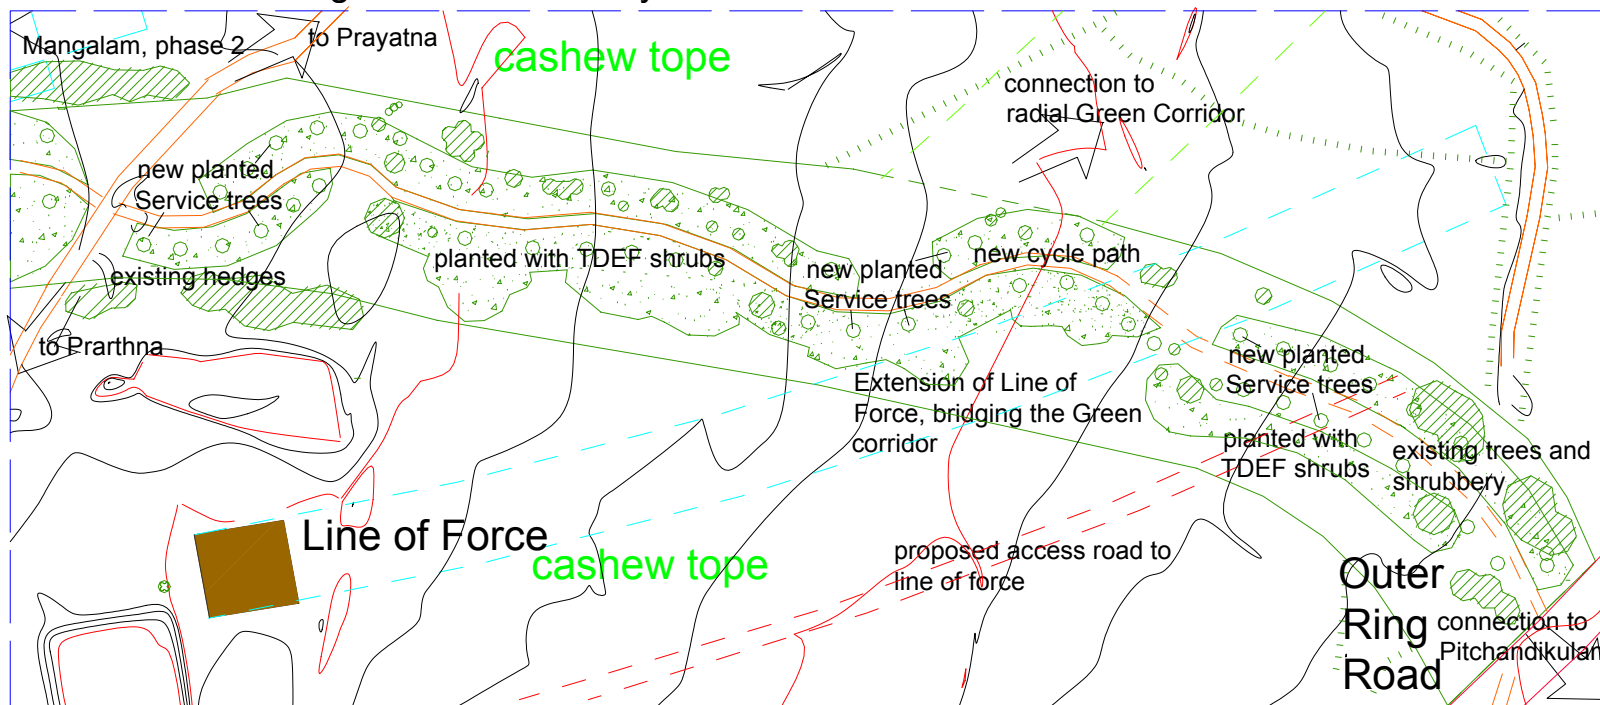 Mangalam, phase 2
to Prayatna
cashew tope
connection to
radial Green Corridor
new planted
Service trees
existing hedges
planted with TDEF shrubs
new planted
Service trees
new cycle path
to Prarthna
new planted
Service trees
Extension of Line of
Force, bridging the Green
corridor
planted with
TDEF shrubs
existing trees and
shrubbery
Line of Force
cashew tope
proposed access road to
line of force
Outer
Ring
Road
connection to
Pitchandikulam